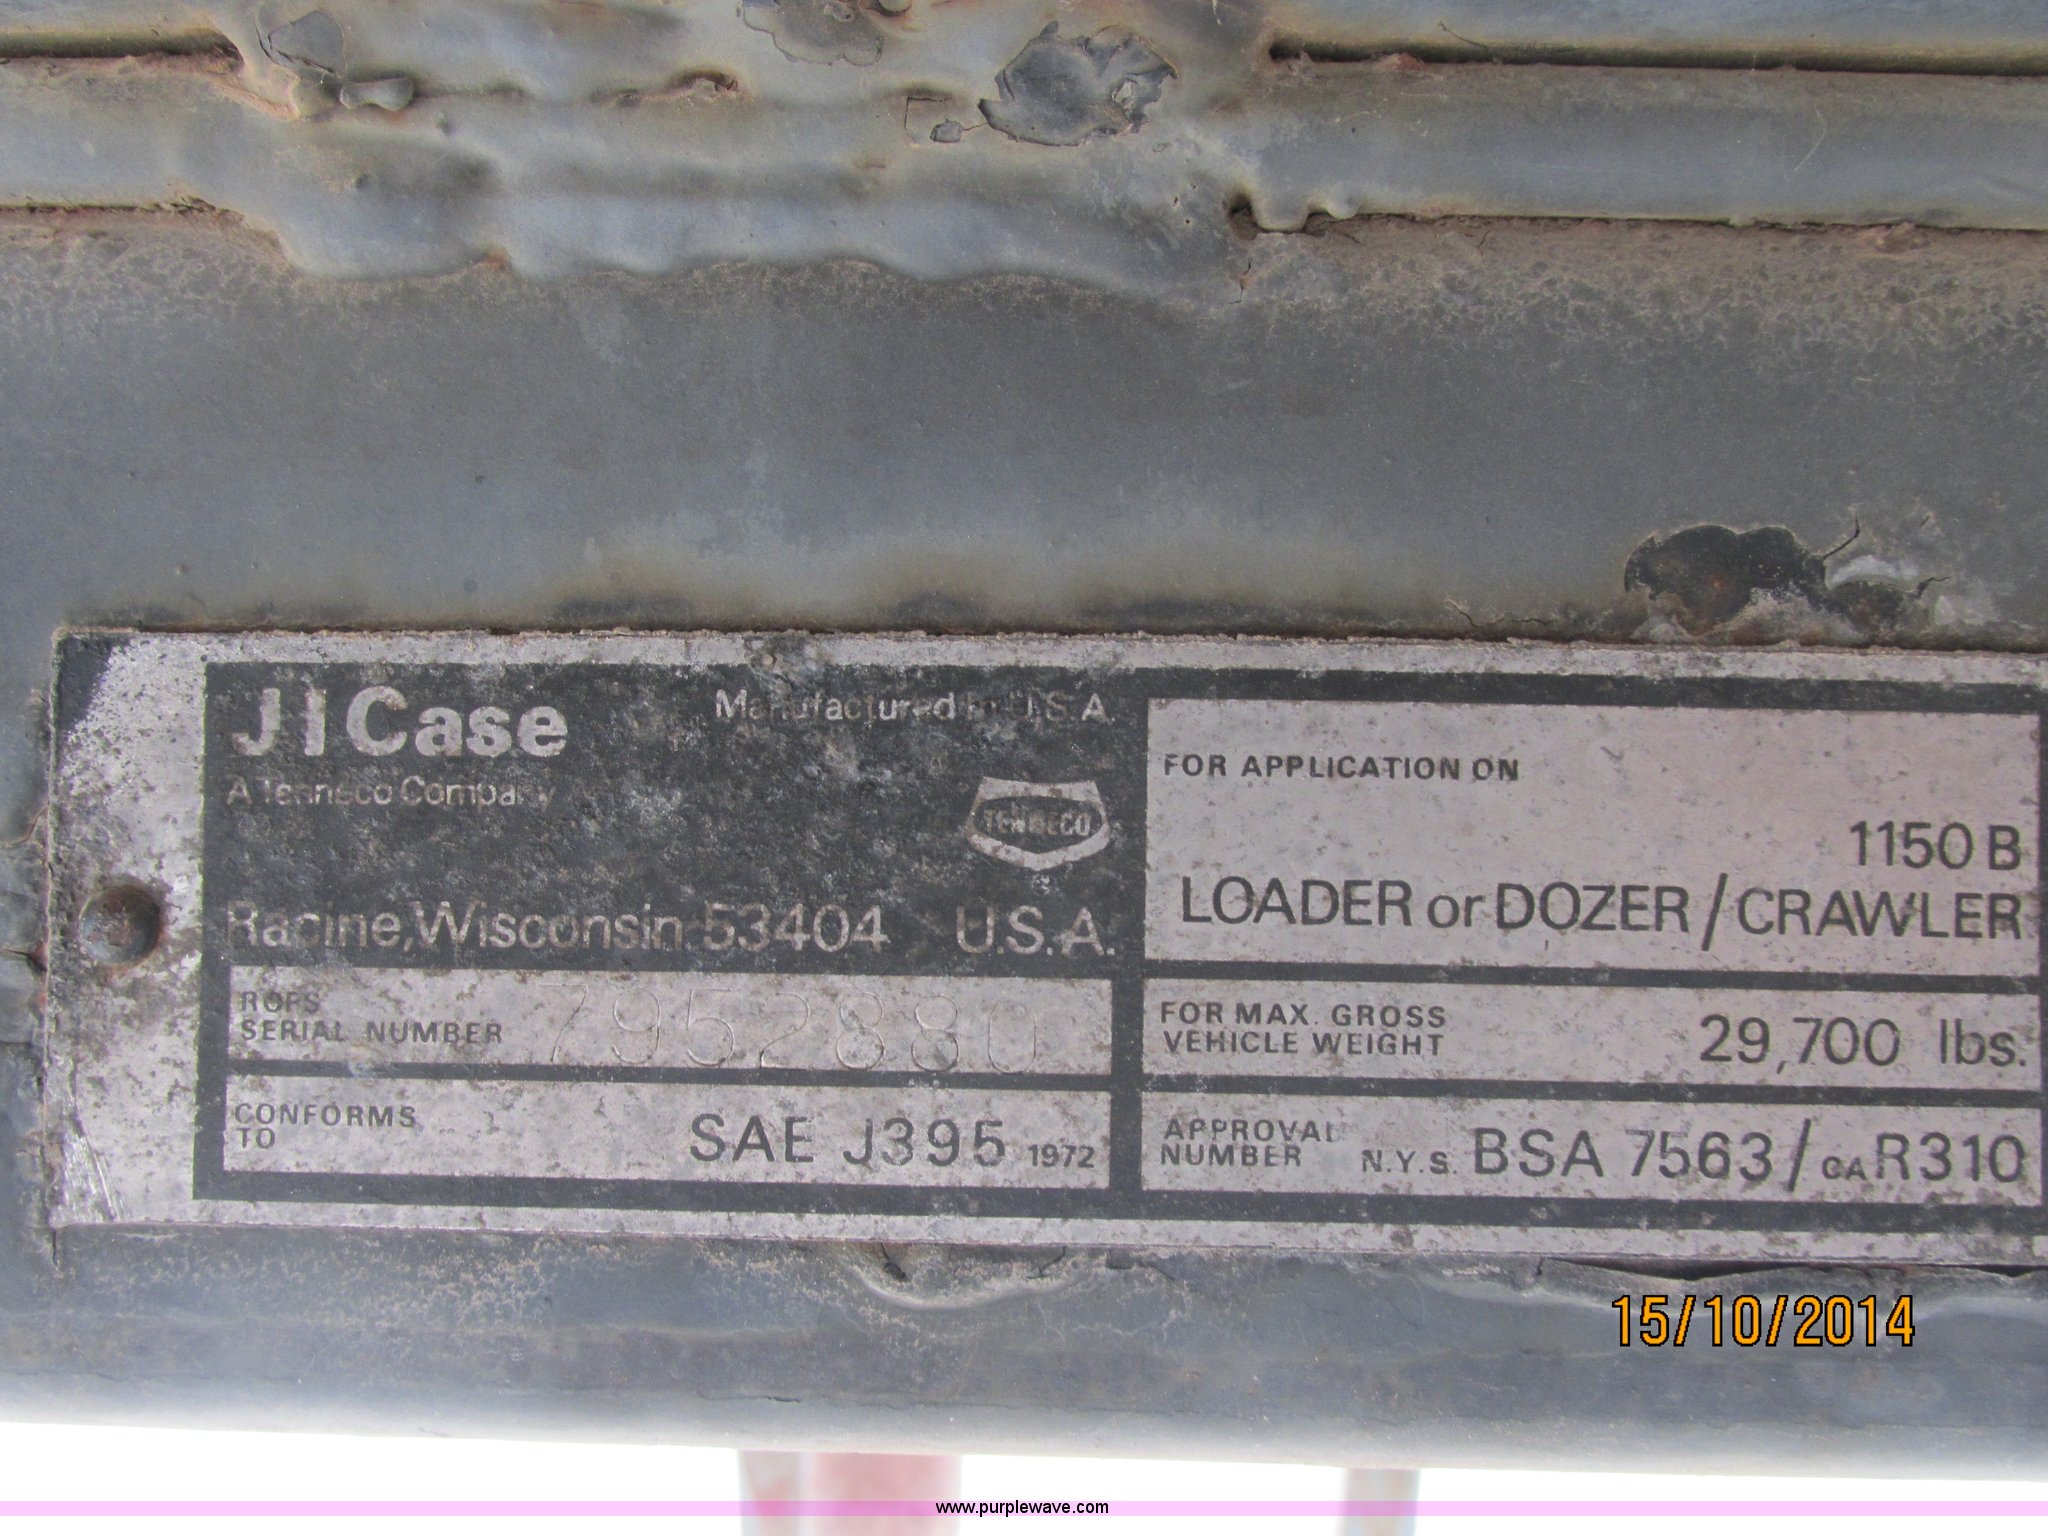 J I Case
Manufactured in U.S.A.
A Tenneco Company
TENNECO
Racine, Wisconsin 53404 U.S.A.
ROPS
SERIAL NUMBER 7952880
CONFORMS
TO
SAE J395 1972
FOR APPLICATION ON
1150 B
LOADER or DOZER / CRAWLER
FOR MAX. GROSS
VEHICLE WEIGHT
29,700 lbs.
APPROVAL
NUMBER
N.Y.S. BSA 7563 / CA R310
15/10/2014
www.purplewave.com